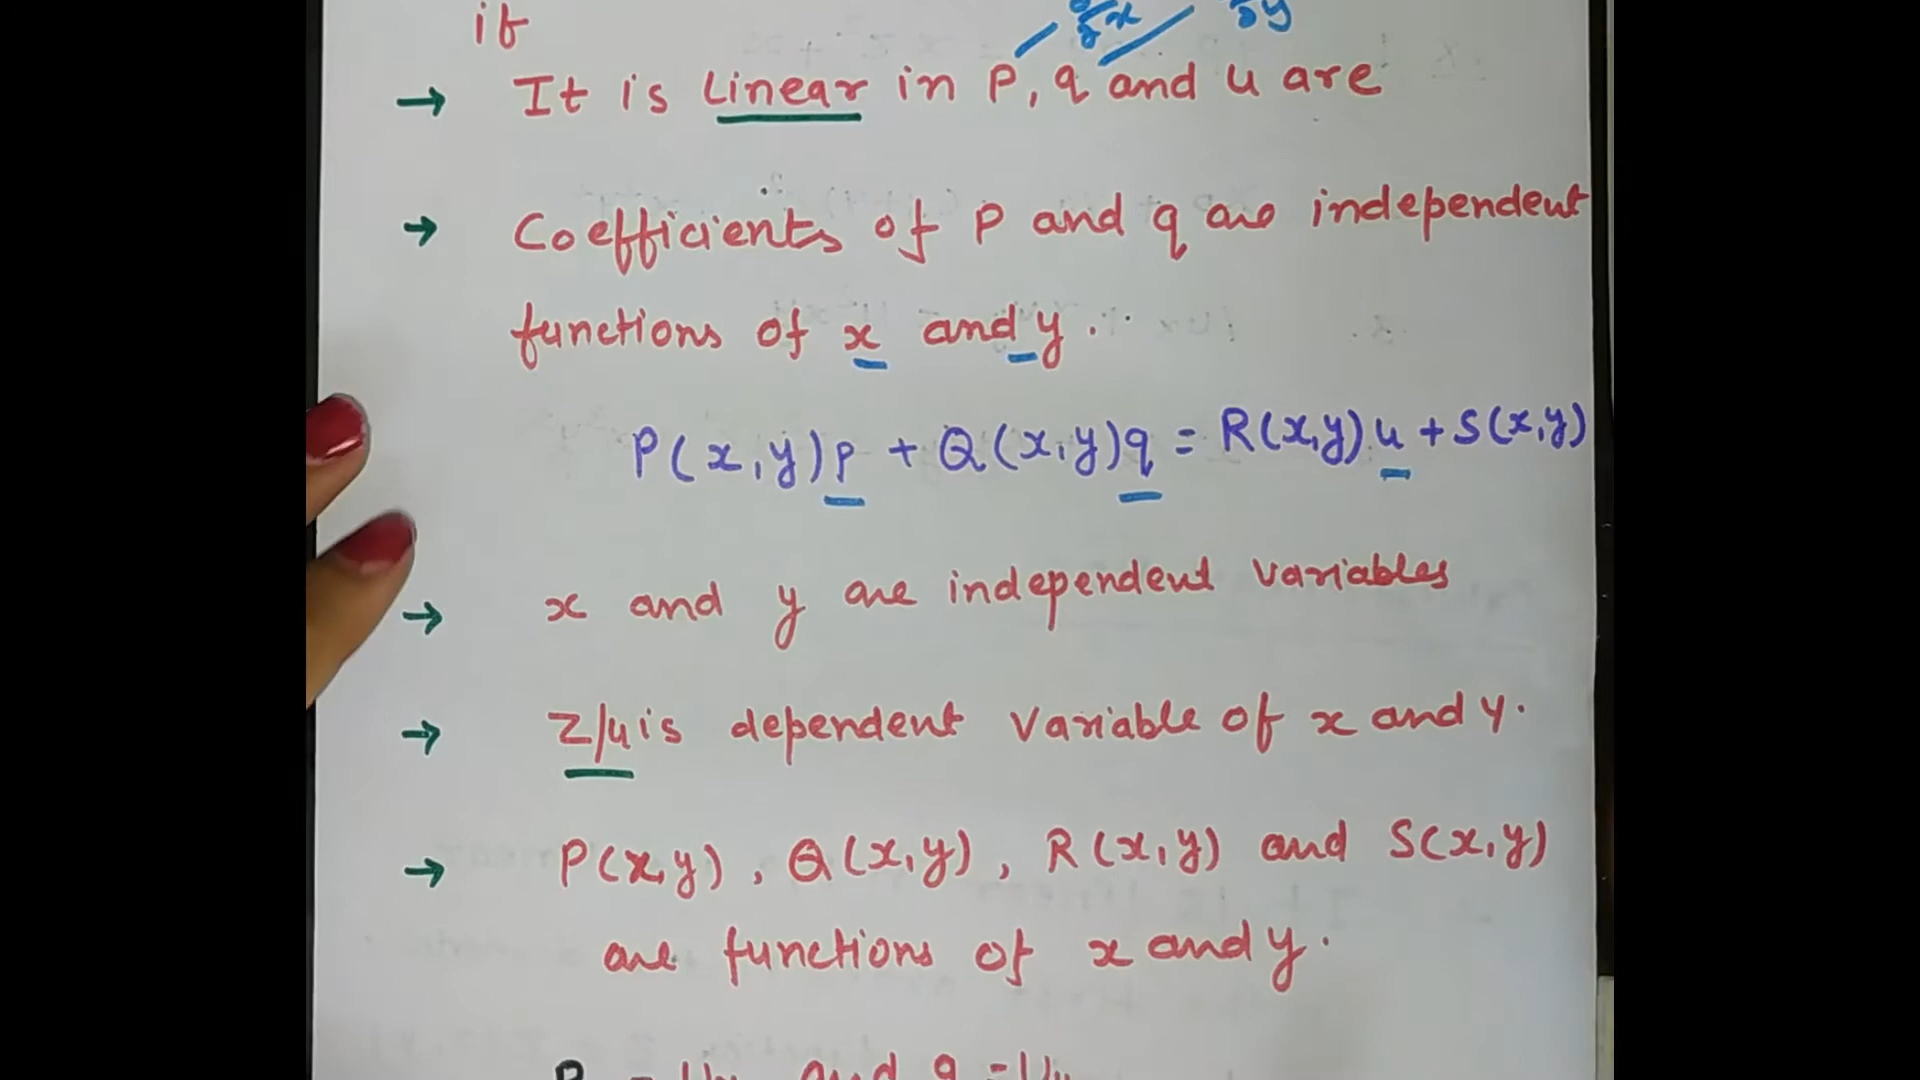 if
∂x ∂y
→ It is Linear in P, q and u are
→ Coefficients of P and q are independent
functions of x and y.
P(x,y)p + Q(x,y)q = R(x,y)u + S(x,y)
→ x and y are independent variables
→ Z/u is dependent variable of x and y.
→ P(x,y), Q(x,y), R(x,y) and S(x,y)
are functions of x and y.
and